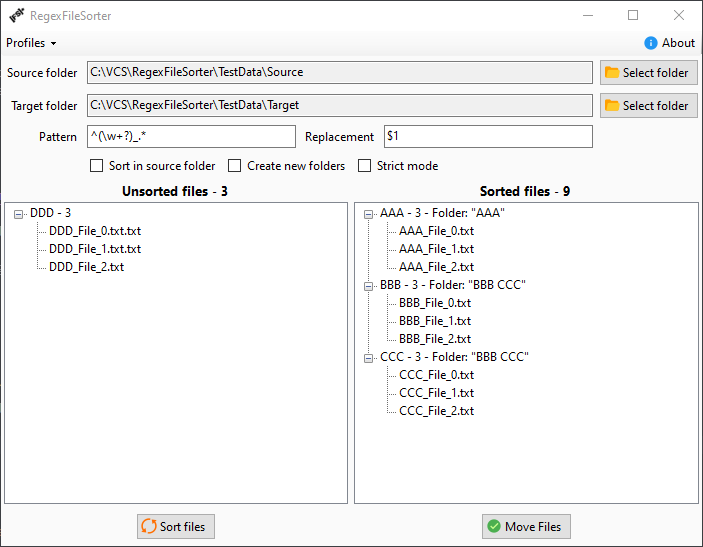 RegexFileSorter
Profiles
About
Source folder C:\VCS\RegexFileSorter\TestData\Source Select folder
Target folder C:\VCS\RegexFileSorter\TestData\Target Select folder
Pattern ^(\w+?)_.* Replacement $1
Sort in source folder Create new folders Strict mode
Unsorted files - 3
DDD - 3
DDD_File_0.txt.txt
DDD_File_1.txt.txt
DDD_File_2.txt
Sorted files - 9
AAA - 3 - Folder: "AAA"
AAA_File_0.txt
AAA_File_1.txt
AAA_File_2.txt
BBB - 3 - Folder: "BBB CCC"
BBB_File_0.txt
BBB_File_1.txt
BBB_File_2.txt
CCC - 3 - Folder: "BBB CCC"
CCC_File_0.txt
CCC_File_1.txt
CCC_File_2.txt
Sort files
Move Files